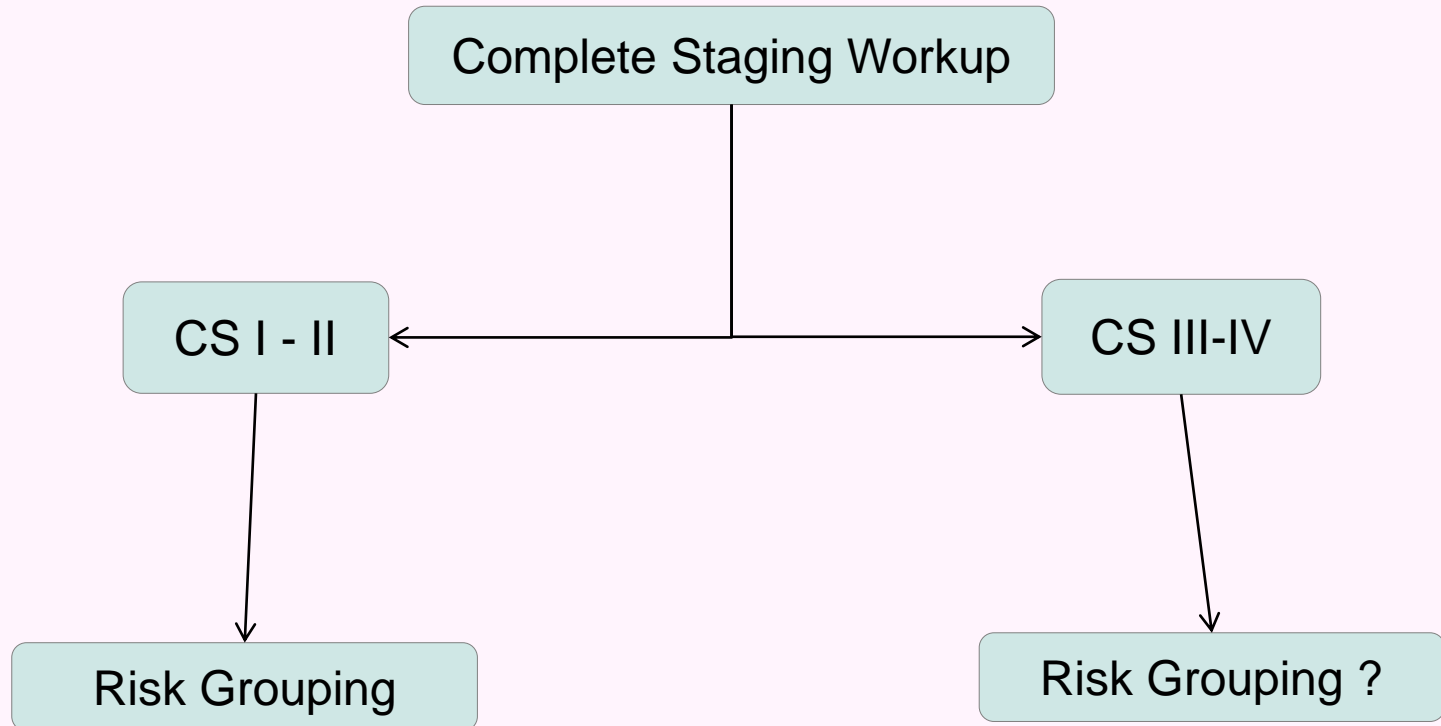 Complete Staging Workup
CS I - II
CS III-IV
Risk Grouping
Risk Grouping ?